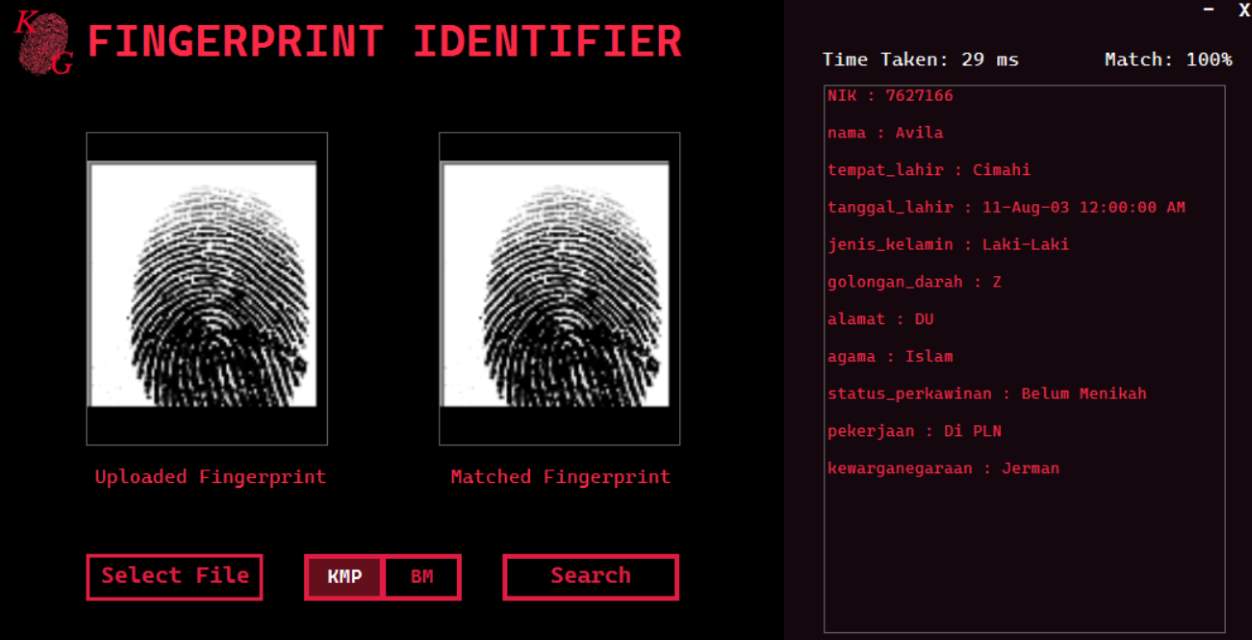 K
G
FINGERPRINT IDENTIFIER
- X
Time Taken: 29 ms Match: 100%
NIK : 7627166
nama : Avila
tempat_lahir : Cimahi
tanggal_lahir : 11-Aug-03 12:00:00 AM
jenis_kelamin : Laki-Laki
golongan_darah : Z
alamat : DU
agama : Islam
status_perkawinan : Belum Menikah
pekerjaan : Di PLN
kewarganegaraan : Jerman
Uploaded Fingerprint
Matched Fingerprint
Select File
KMP
BM
Search